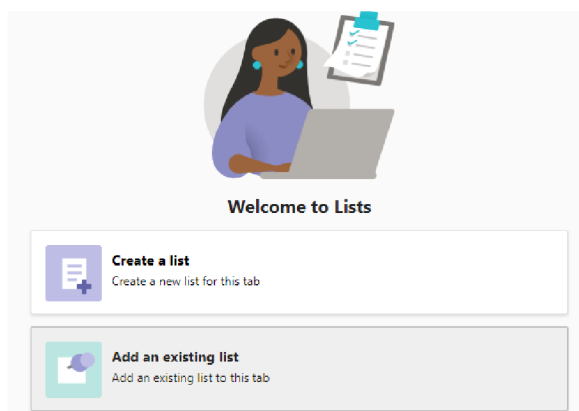 Welcome to Lists
Create a list
Create a new list for this tab
Add an existing list
Add an existing list to this tab